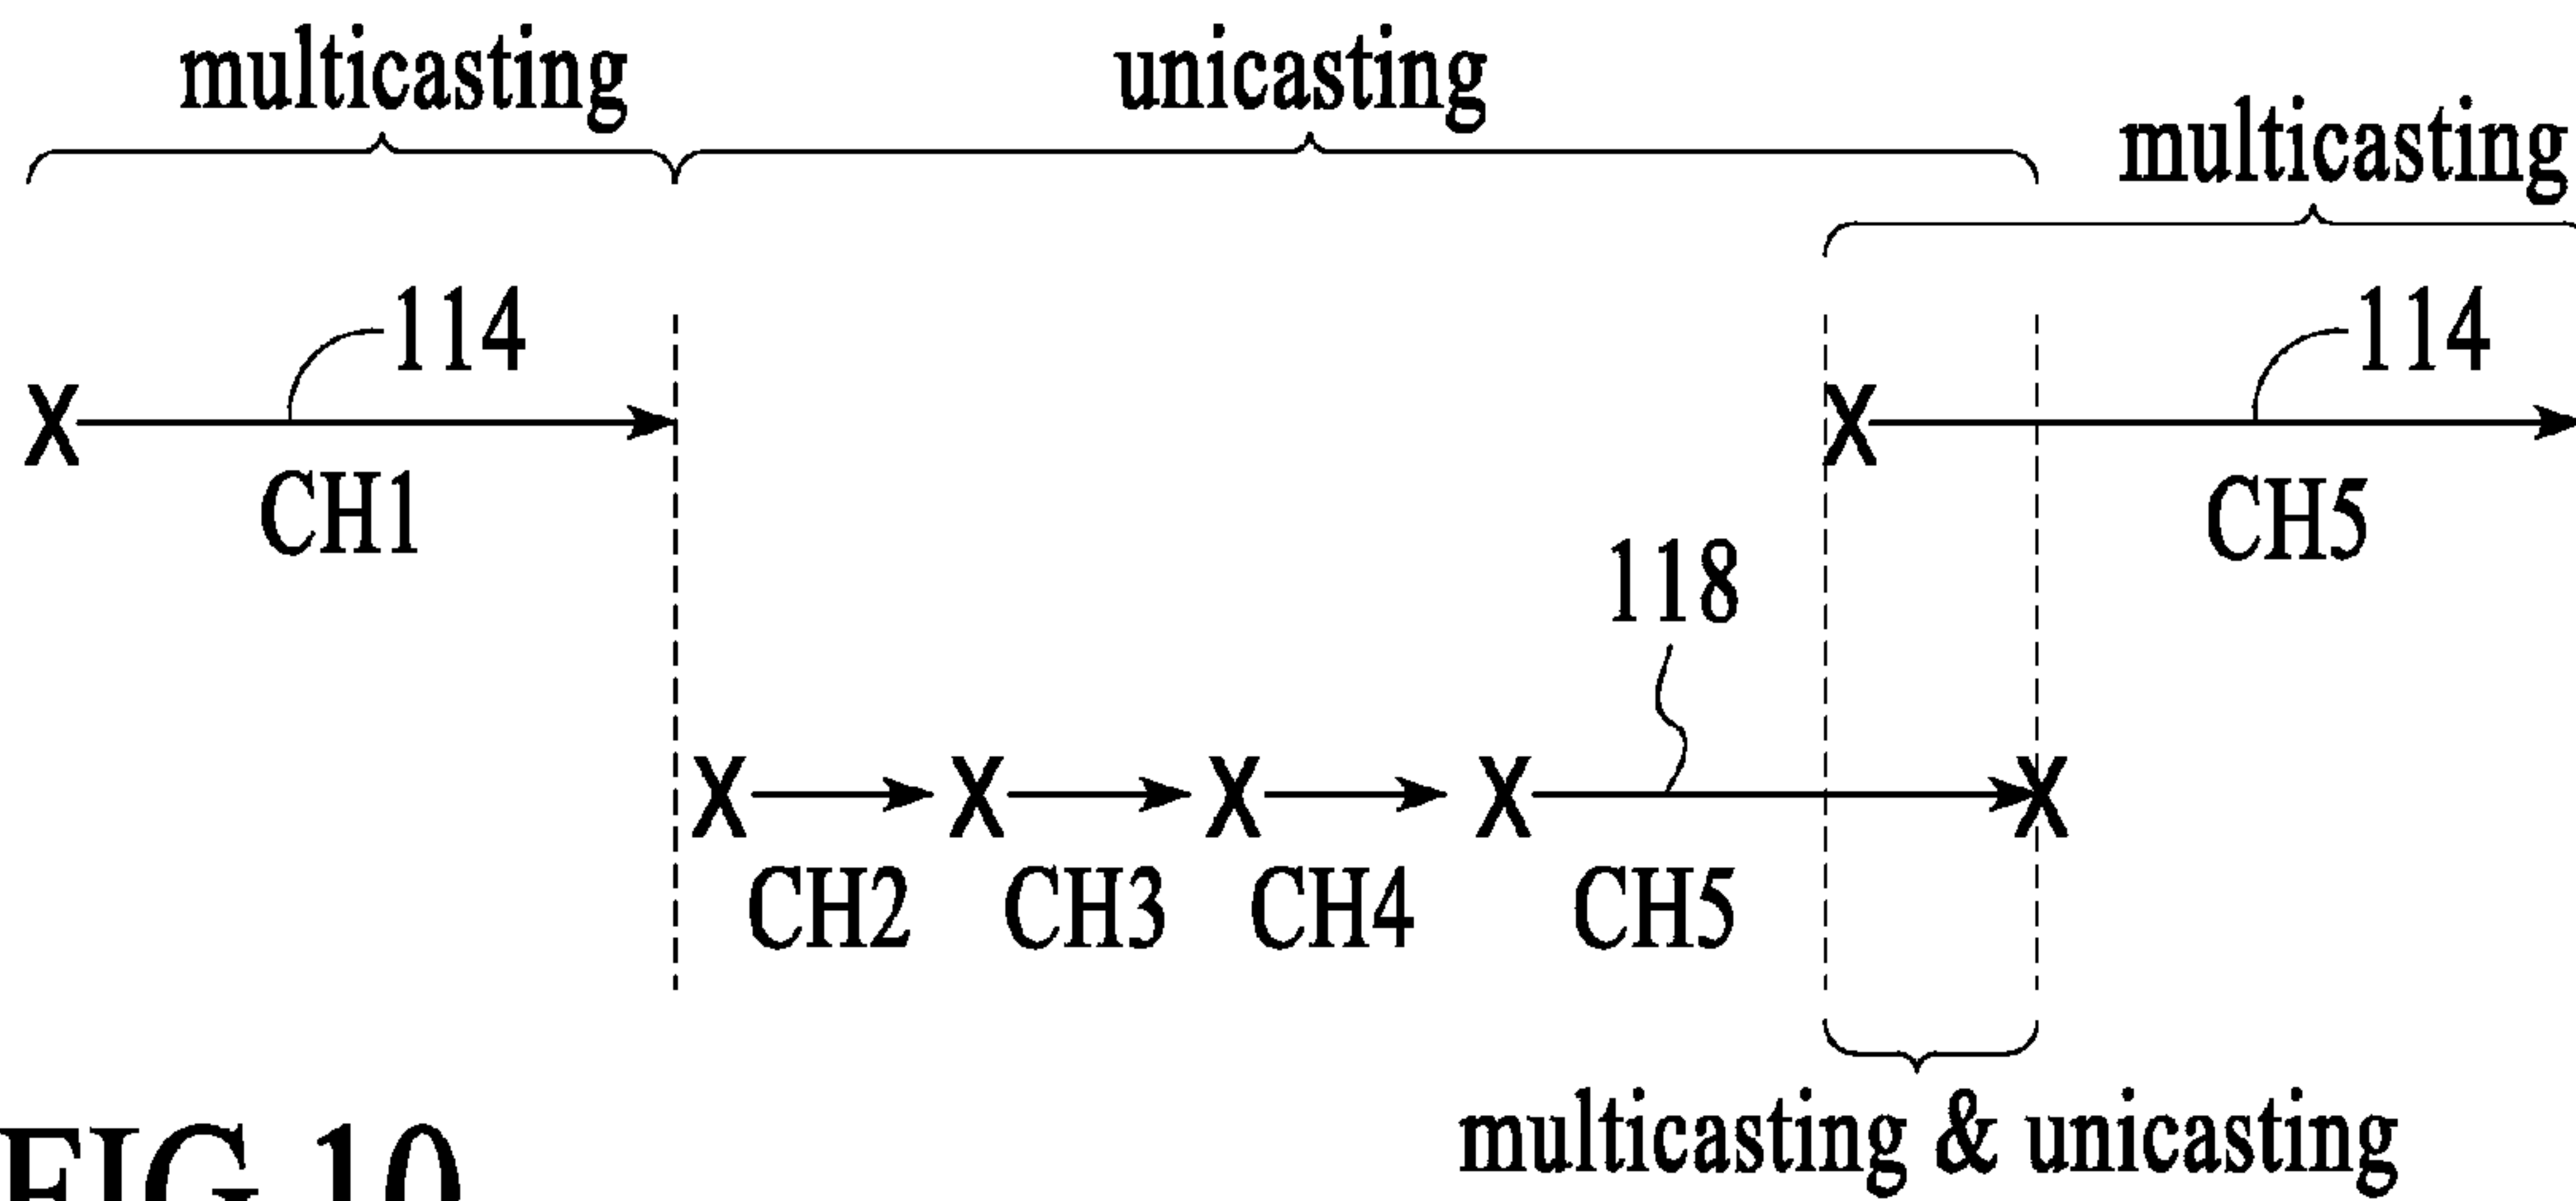 multicasting
unicasting
multicasting
114
114
X
X
CH1
CH5
118
X
X
X
X
X
CH2
CH3
CH4
CH5
multicasting & unicasting
FIG.10